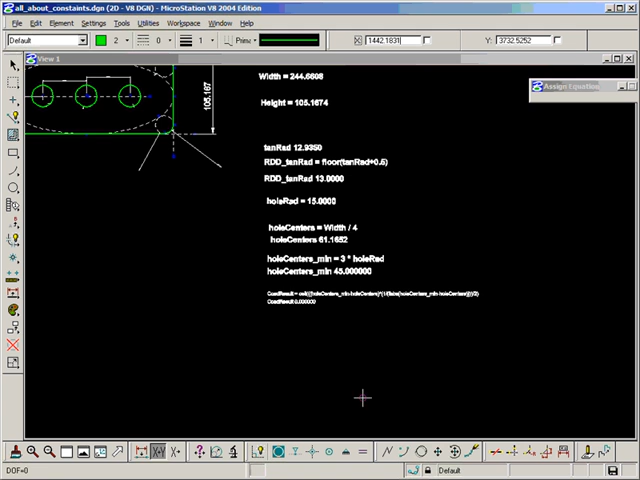 all_about_constaints.dgn (2D - V8 DGN) - MicroStation V8 2004 Edition
File Edit Element Settings Tools Utilities Workspace Window Help
Default 2 0 1 X: 1442.1831 Y: 3732.5252
View 1
Assign Equation
105.167
Width = 244.6608
Height = 105.1674
tanRad 12.9350
RDD_tanRad = floor(tanRad+0.5)
RDD_tanRad 13.0000
holeRad = 15.0000
holeCenters = Width / 4
holeCenters 61.1652
holeCenters_min = 3 * holeRad
holeCenters_min 45.000000
CondResult 0.000000
DOF=0
Default